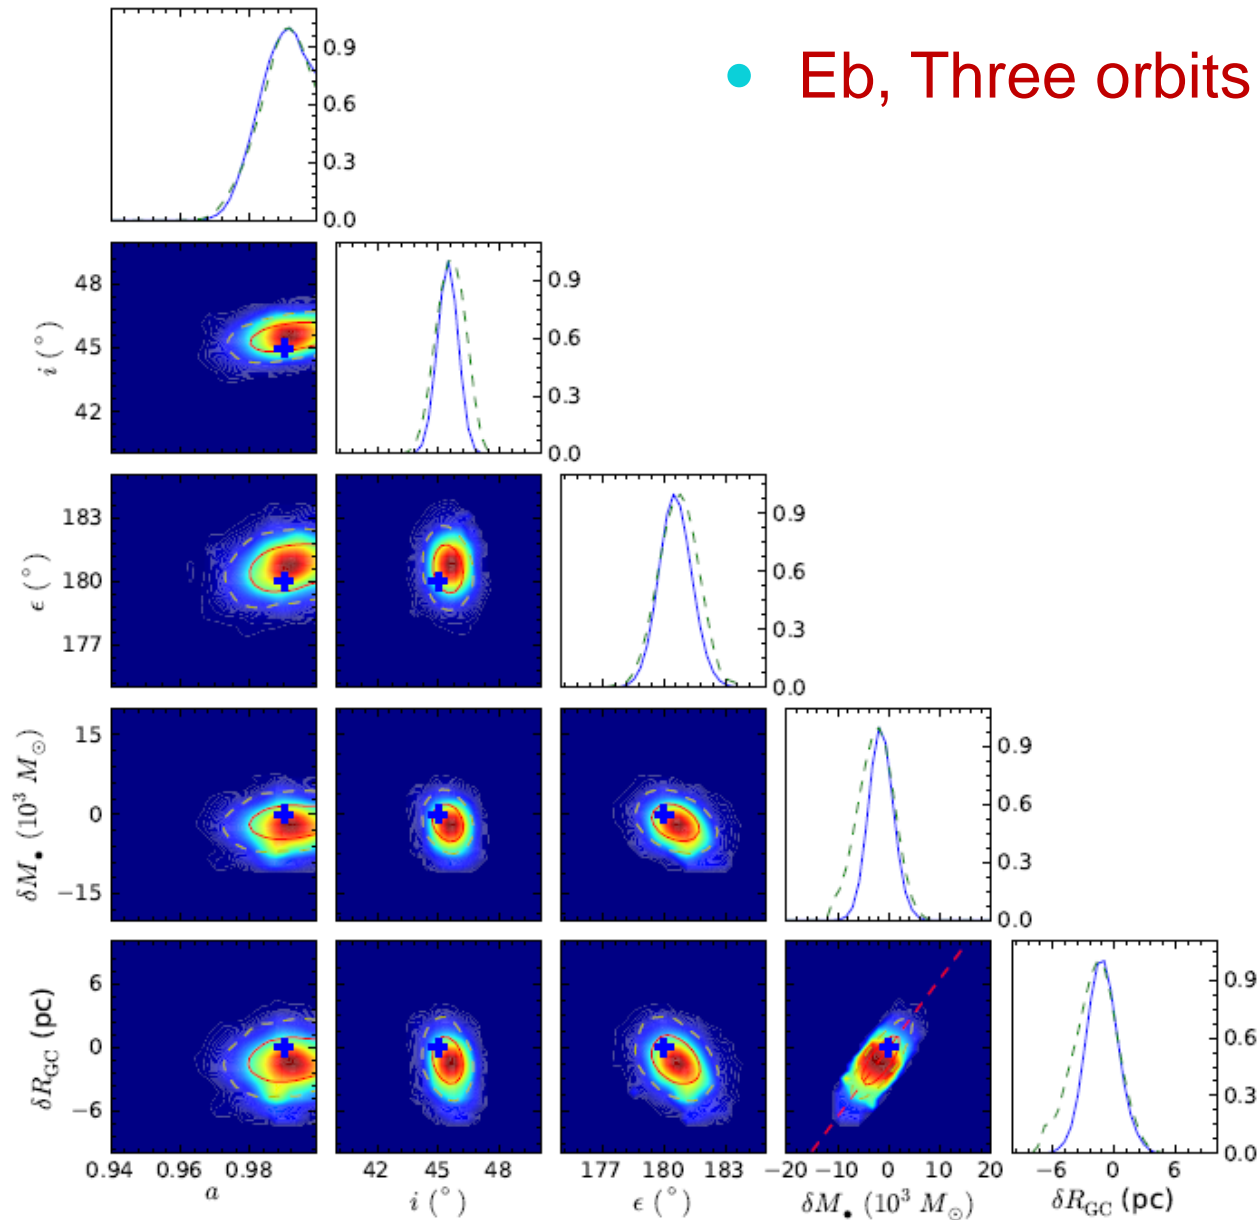 0.9
0.6
0.3
0.0
• Eb, Three orbits
48
45
42
i (°)
0.9
0.6
0.3
0.0
183
180
177
ϵ (°)
0.9
0.6
0.3
0.0
15
0
−15
δM• (10³ M⊙)
0.9
0.6
0.3
0.0
6
0
−6
δR_GC (pc)
0.9
0.6
0.3
0.0
0.94 0.96 0.98
42 45 48
177 180 183
−20 −10 0 10 20
−6 0 6
a
i (°)
ϵ (°)
δM• (10³ M⊙)
δR_GC (pc)